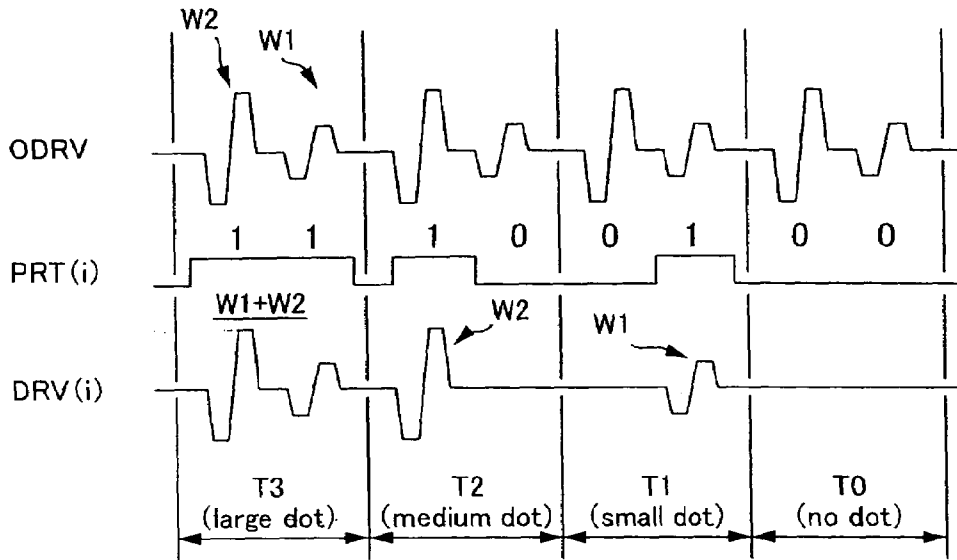 W2
W1
ODRV
1 1 1 0 0 1 0 0
PRT(i)
W1+W2
W2
W1
DRV(i)
T3 T2 T1 T0
(large dot) (medium dot) (small dot) (no dot)